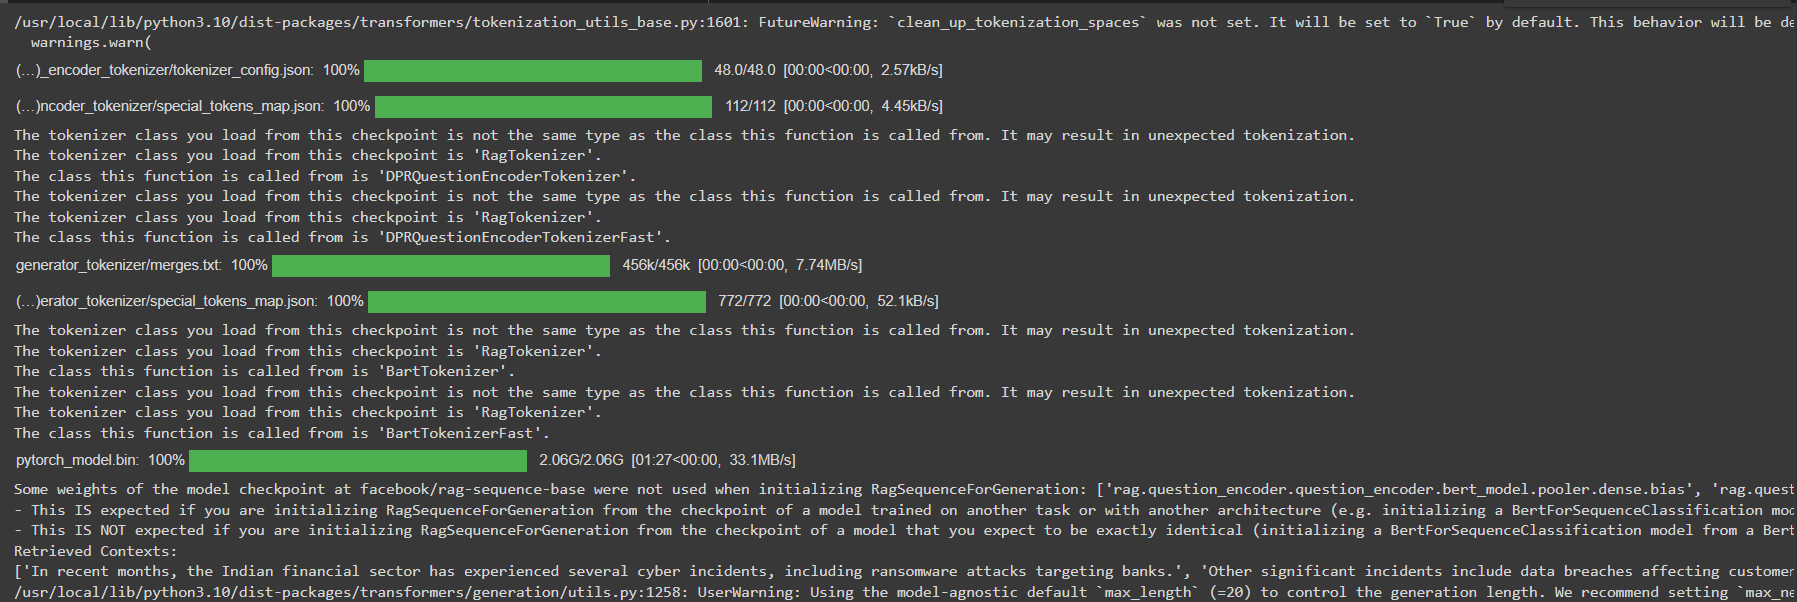 /usr/local/lib/python3.10/dist-packages/transformers/tokenization_utils_base.py:1601: FutureWarning: `clean_up_tokenization_spaces` was not set. It will be set to `True` by default. This behavior will be de
warnings.warn(
(…)_encoder_tokenizer/tokenizer_config.json: 100% 48.0/48.0 [00:00<00:00, 2.57kB/s]
(…)ncoder_tokenizer/special_tokens_map.json: 100% 112/112 [00:00<00:00, 4.45kB/s]
The tokenizer class you load from this checkpoint is not the same type as the class this function is called from. It may result in unexpected tokenization.
The tokenizer class you load from this checkpoint is 'RagTokenizer'.
The class this function is called from is 'DPRQuestionEncoderTokenizer'.
The tokenizer class you load from this checkpoint is not the same type as the class this function is called from. It may result in unexpected tokenization.
The tokenizer class you load from this checkpoint is 'RagTokenizer'.
The class this function is called from is 'DPRQuestionEncoderTokenizerFast'.
generator_tokenizer/merges.txt: 100% 456k/456k [00:00<00:00, 7.74MB/s]
(…)erator_tokenizer/special_tokens_map.json: 100% 772/772 [00:00<00:00, 52.1kB/s]
The tokenizer class you load from this checkpoint is not the same type as the class this function is called from. It may result in unexpected tokenization.
The tokenizer class you load from this checkpoint is 'RagTokenizer'.
The class this function is called from is 'BartTokenizer'.
The tokenizer class you load from this checkpoint is not the same type as the class this function is called from. It may result in unexpected tokenization.
The tokenizer class you load from this checkpoint is 'RagTokenizer'.
The class this function is called from is 'BartTokenizerFast'.
pytorch_model.bin: 100% 2.06G/2.06G [01:27<00:00, 33.1MB/s]
Some weights of the model checkpoint at facebook/rag-sequence-base were not used when initializing RagSequenceForGeneration: ['rag.question_encoder.question_encoder.bert_model.pooler.dense.bias', 'rag.quest
- This IS expected if you are initializing RagSequenceForGeneration from the checkpoint of a model trained on another task or with another architecture (e.g. initializing a BertForSequenceClassification mod
- This IS NOT expected if you are initializing RagSequenceForGeneration from the checkpoint of a model that you expect to be exactly identical (initializing a BertForSequenceClassification model from a Bert
Retrieved Contexts:
['In recent months, the Indian financial sector has experienced several cyber incidents, including ransomware attacks targeting banks.', 'Other significant incidents include data breaches affecting customer
/usr/local/lib/python3.10/dist-packages/transformers/generation/utils.py:1258: UserWarning: Using the model-agnostic default `max_length` (=20) to control the generation length. We recommend setting `max_ne